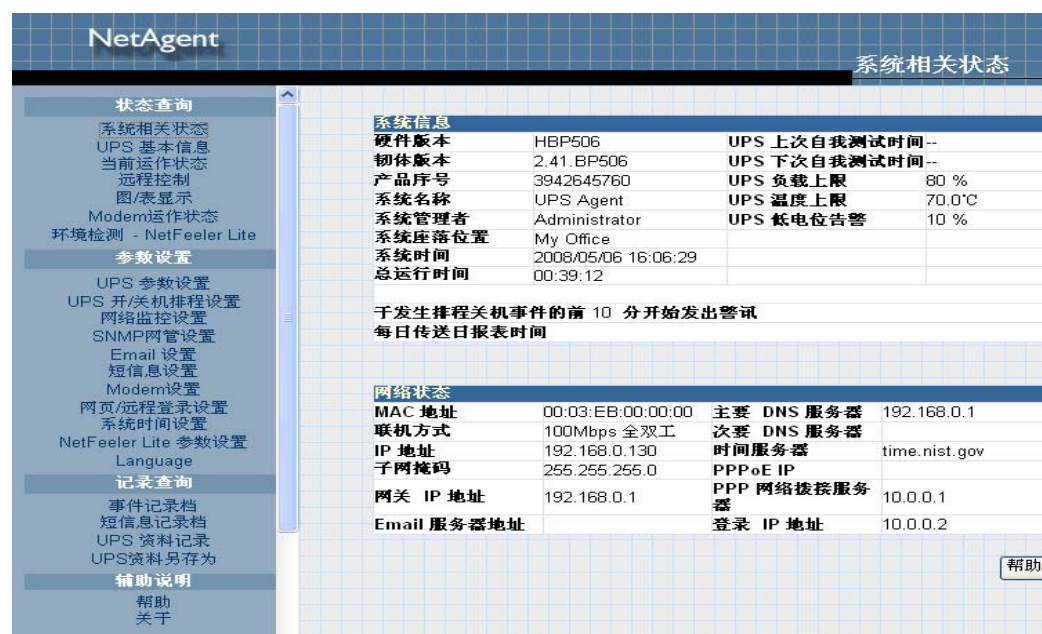 NetAgent
系统相关状态
状态查询
系统相关状态
UPS 基本信息
当前运作状态
远程控制
图/表显示
Modem运作状态
环境检测 - NetFeeler Lite
参数设置
UPS 参数设置
UPS 开/关机排程设置
网络监控设置
SNMP网管设置
Email 设置
短信息设置
Modem设置
网页/远程登录设置
系统时间设置
NetFeeler Lite 参数设置
Language
记录查询
事件记录档
短信息记录档
UPS 资料记录
UPS资料另存为
辅助说明
帮助
关于
系统信息
硬件版本 HBP506 UPS 上次自我测试时间 --
韧体版本 2.41.BP506 UPS 下次自我测试时间 --
产品序号 3942645760 UPS 负载上限 80 %
系统名称 UPS Agent UPS 温度上限 70.0℃
系统管理者 Administrator UPS 低电位告警 10 %
系统座落位置 My Office
系统时间 2008/05/06 16:06:29
总运行时间 00:39:12
于发生排程关机事件的前 10 分开始发出警讯
每日传送日报表时间
网络状态
MAC 地址 00:03:EB:00:00:00 主要 DNS 服务器 192.168.0.1
联机方式 100Mbps 全双工 次要 DNS 服务器
IP 地址 192.168.0.130 时间服务器 time.nist.gov
子网掩码 255.255.255.0 PPPoE IP
网关 IP 地址 192.168.0.1 PPP 网络拨接服务器 10.0.0.1
Email 服务器地址 登录 IP 地址 10.0.0.2
帮助